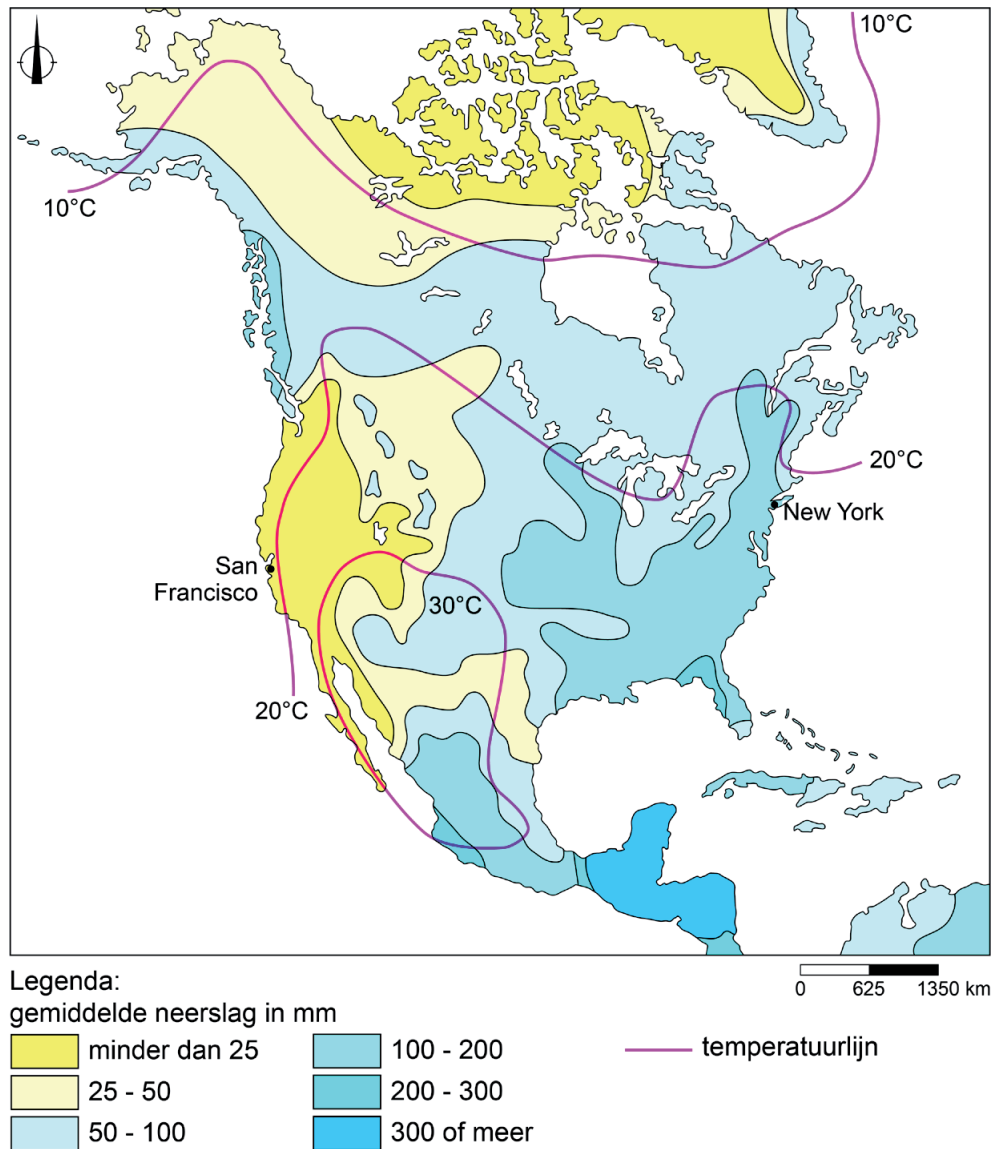 10°C
10°C
20°C
New York
San
Francisco
30°C
20°C
Legenda:
gemiddelde neerslag in mm
minder dan 25
25 - 50
50 - 100
100 - 200
200 - 300
300 of meer
temperatuurlijn
0 625 1350 km